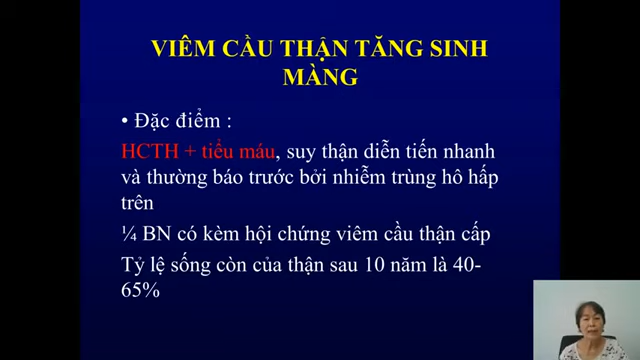 VIÊM CẦU THẬN TĂNG SINH
MÀNG
• Đặc điểm :
HCTH + tiểu máu, suy thận diễn tiến nhanh
và thường báo trước bởi nhiễm trùng hô hấp
trên
¼ BN có kèm hội chứng viêm cầu thận cấp
Tỷ lệ sống còn của thận sau 10 năm là 40-
65%